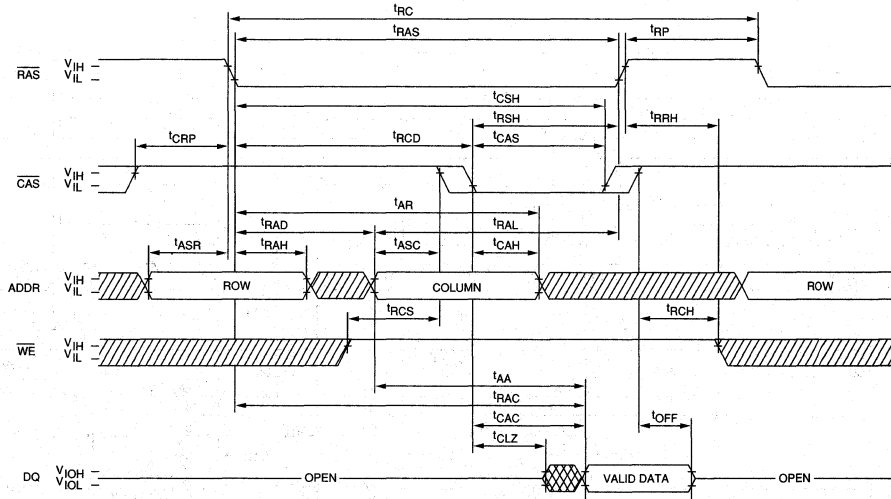 tRC
tRAS tRP
RAS VIH
VIL
tCSH
tRSH tRRH
tCRP tRCD tCAS
CAS VIH
VIL
tAR
tRAD tRAL
tASR tRAH tASC tCAH
ADDR VIH
VIL
ROW COLUMN ROW
tRCS tRCH
WE VIH
VIL
tAA
tRAC
tCAC tOFF
tCLZ
DQ VIOH
VIOL
OPEN VALID DATA OPEN